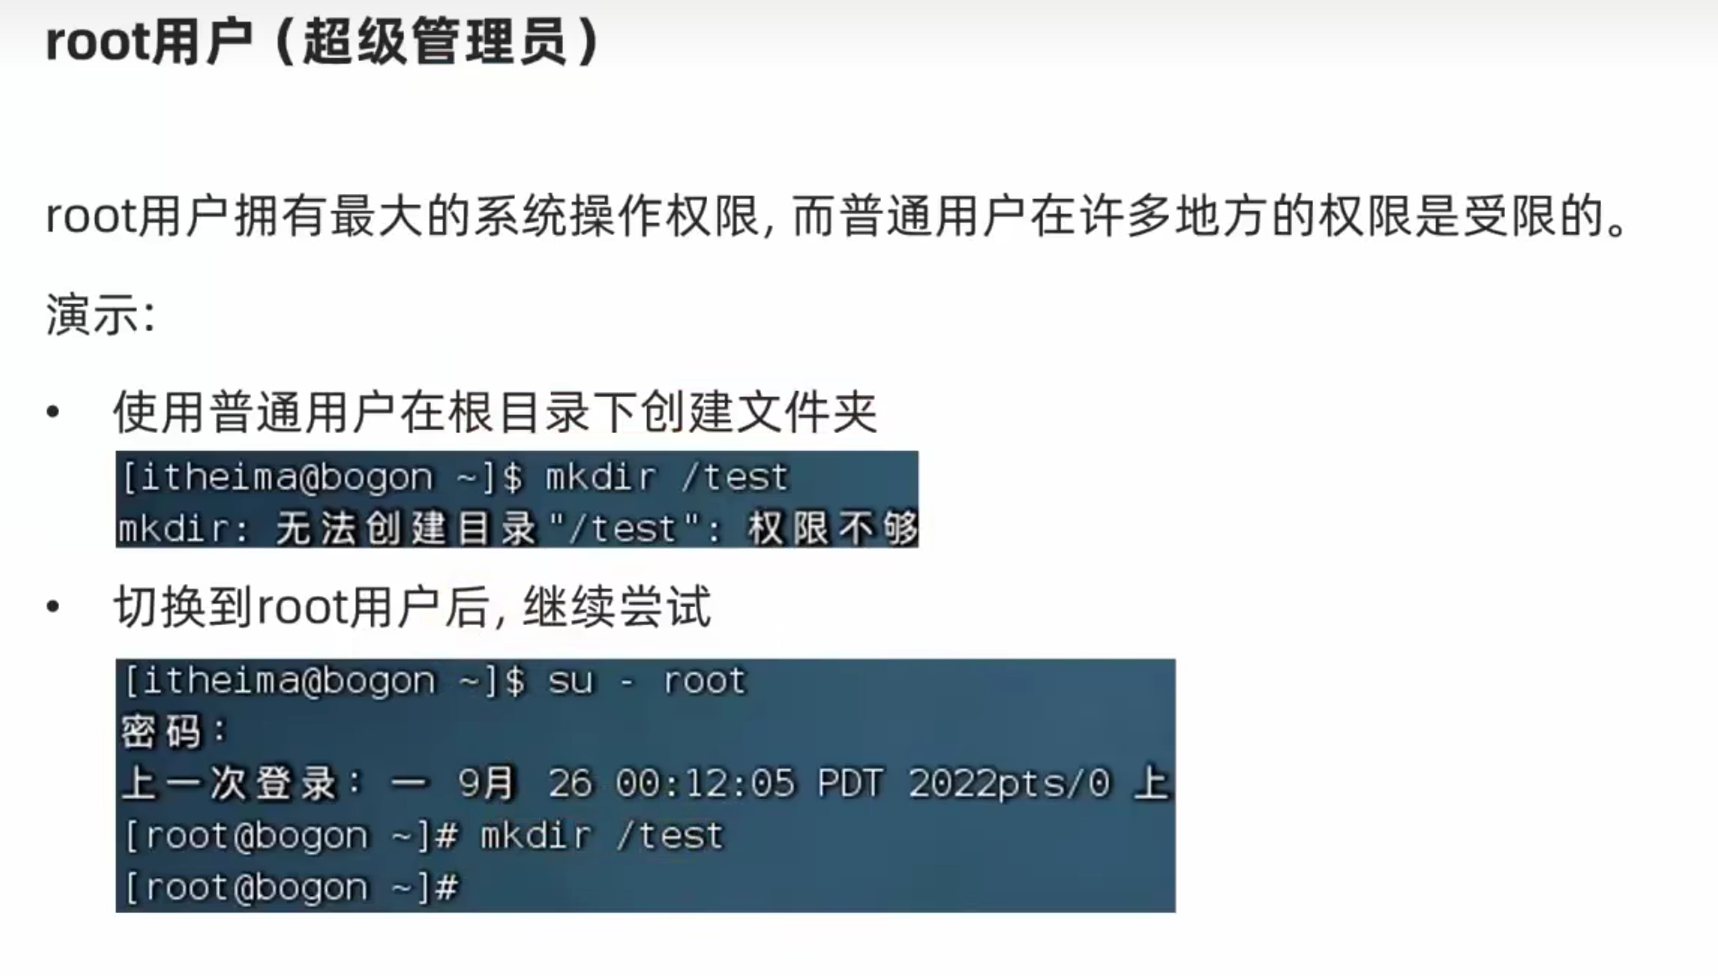 root用户（超级管理员）
root用户拥有最大的系统操作权限, 而普通用户在许多地方的权限是受限的。
演示:
• 使用普通用户在根目录下创建文件夹
[itheima@bogon ~]$ mkdir /test
mkdir: 无法创建目录"/test": 权限不够
• 切换到root用户后, 继续尝试
[itheima@bogon ~]$ su - root
密码：
上一次登录：一 9月 26 00:12:05 PDT 2022pts/0 上
[root@bogon ~]# mkdir /test
[root@bogon ~]#